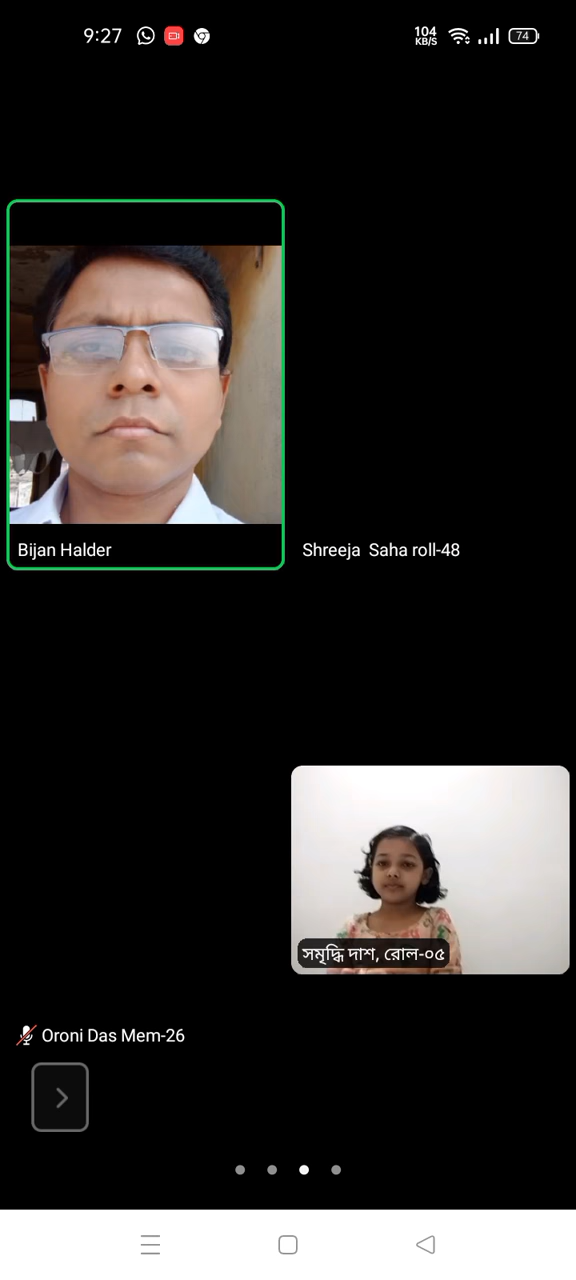 9:27
104
KB/S
74
Bijan Halder
Shreeja Saha roll-48
সমৃদ্ধি দাশ, রোল-০৫
Oroni Das Mem-26